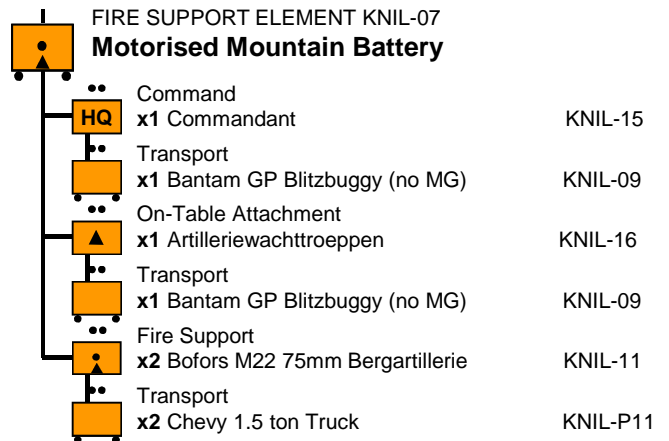 FIRE SUPPORT ELEMENT KNIL-07
Motorised Mountain Battery
Command
HQ x1 Commandant KNIL-15
Transport
x1 Bantam GP Blitzbuggy (no MG) KNIL-09
On-Table Attachment
x1 Artilleriewachttroeppen KNIL-16
Transport
x1 Bantam GP Blitzbuggy (no MG) KNIL-09
Fire Support
x2 Bofors M22 75mm Bergartillerie KNIL-11
Transport
x2 Chevy 1.5 ton Truck KNIL-P11